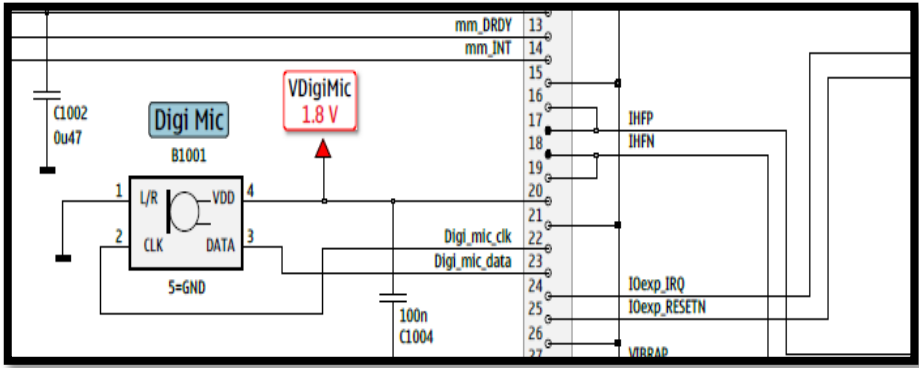 mm_DRDY
13
mm_INT
14
15
16
17
IHFP
18
IHFN
19
20
21
Digi_mic_clk
22
Digi_mic_data
23
24
IOexp_IRQ
25
IOexp_RESETN
26
27
VIBRAP
C1002
0u47
Digi Mic
B1001
VDigiMic
1.8 V
1
L/R
VDD
4
2
CLK
DATA
3
5=GND
100n
C1004